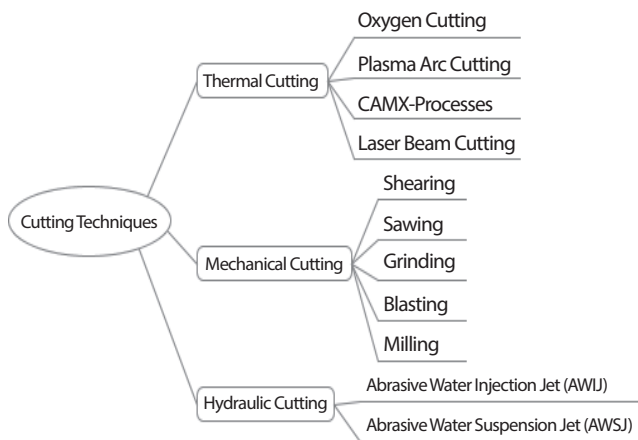 Cutting Techniques
Thermal Cutting
Oxygen Cutting
Plasma Arc Cutting
CAMX-Processes
Laser Beam Cutting
Mechanical Cutting
Shearing
Sawing
Grinding
Blasting
Milling
Hydraulic Cutting
Abrasive Water Injection Jet (AWIJ)
Abrasive Water Suspension Jet (AWSJ)